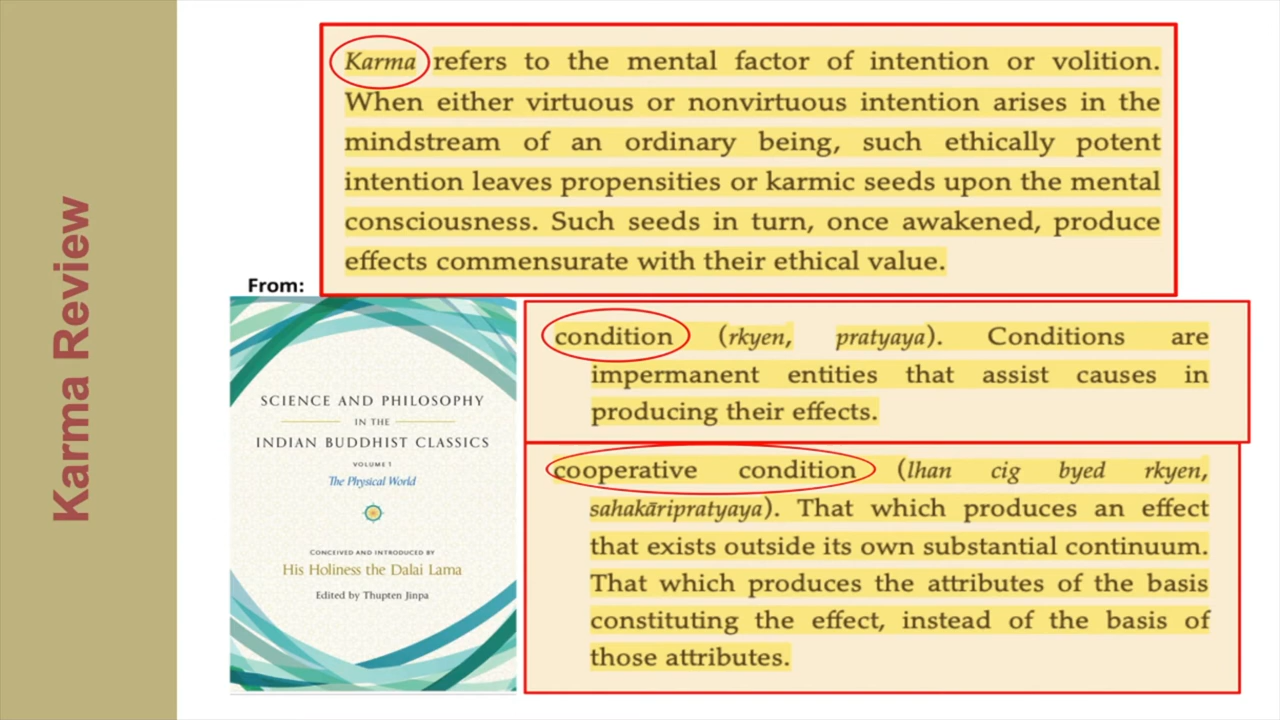 Karma Review
Karma refers to the mental factor of intention or volition.
When either virtuous or nonvirtuous intention arises in the
mindstream of an ordinary being, such ethically potent
intention leaves propensities or karmic seeds upon the mental
consciousness. Such seeds in turn, once awakened, produce
effects commensurate with their ethical value.
From:
SCIENCE AND PHILOSOPHY
IN THE
INDIAN BUDDHIST CLASSICS
VOLUME 1
The Physical World
CONCEIVED AND INTRODUCED BY
His Holiness the Dalai Lama
Edited by Thupten Jinpa
condition (rkyen, pratyaya). Conditions are
impermanent entities that assist causes in
producing their effects.
cooperative condition (lhan cig byed rkyen,
sahakāripratyaya). That which produces an effect
that exists outside its own substantial continuum.
That which produces the attributes of the basis
constituting the effect, instead of the basis of
those attributes.